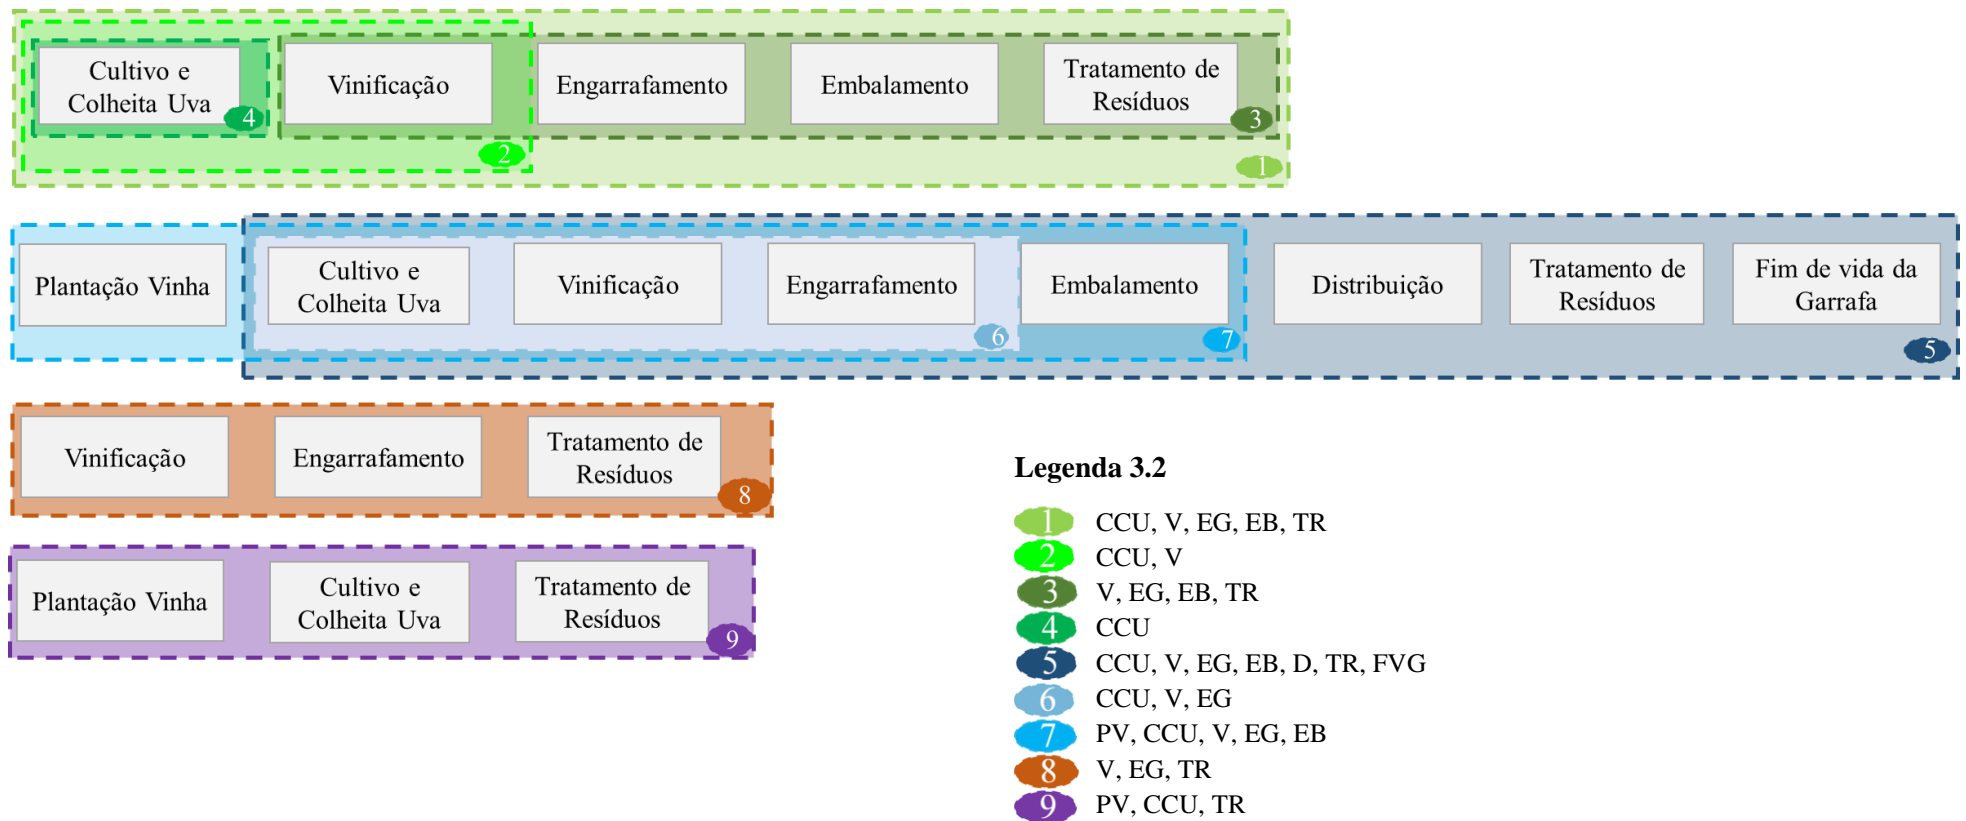 Cultivo e
Colheita Uva
4
Vinificação
2
Engarrafamento
Embalamento
Tratamento de
Resíduos
3
1
Plantação Vinha
Cultivo e
Colheita Uva
Vinificação
Engarrafamento
6
Embalamento
7
Distribuição
Tratamento de
Resíduos
Fim de vida da
Garrafa
5
Vinificação
Engarrafamento
Tratamento de
Resíduos
8
Plantação Vinha
Cultivo e
Colheita Uva
Tratamento de
Resíduos
9
Legenda 3.2
1 CCU, V, EG, EB, TR
2 CCU, V
3 V, EG, EB, TR
4 CCU
5 CCU, V, EG, EB, D, TR, FVG
6 CCU, V, EG
7 PV, CCU, V, EG, EB
8 V, EG, TR
9 PV, CCU, TR